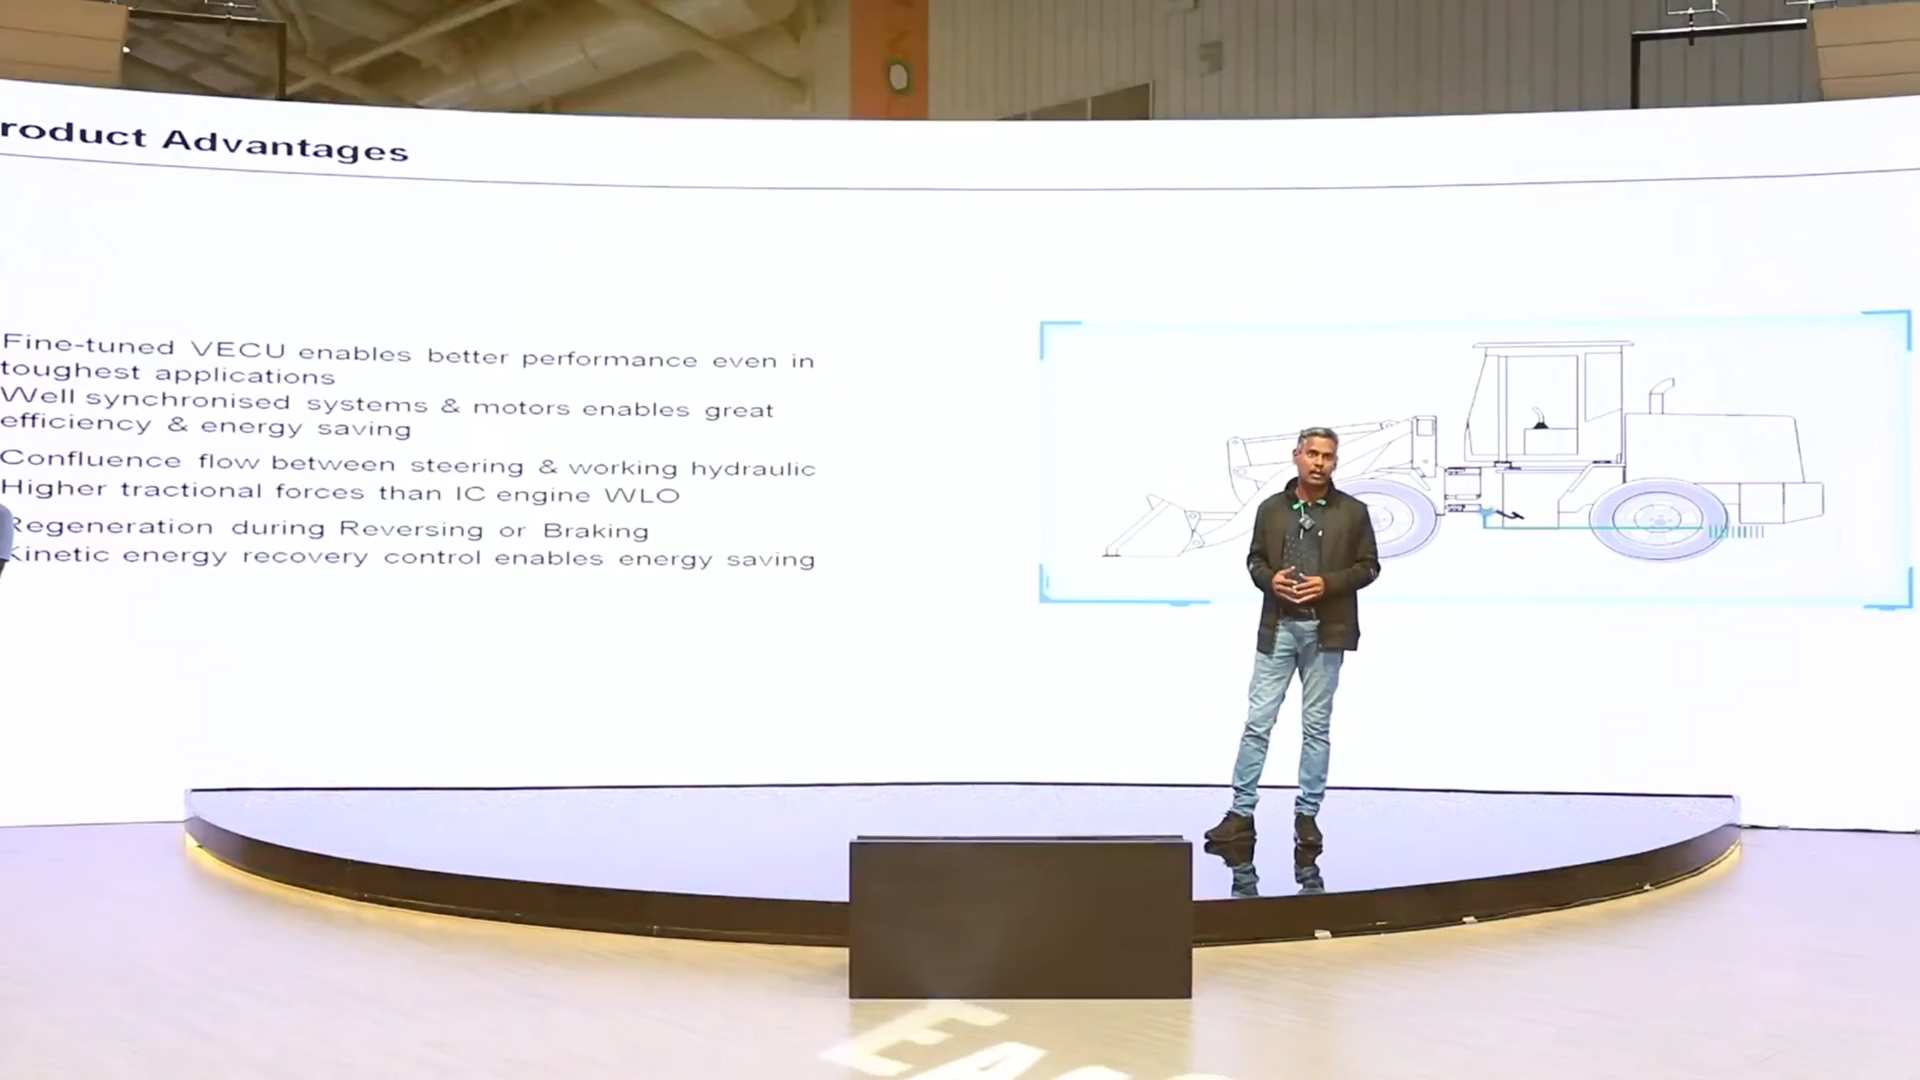 roduct Advantages
Fine-tuned VECU enables better performance even in
toughest applications
Well synchronised systems & motors enables great
efficiency & energy saving
Confluence flow between steering & working hydraulic
Higher tractional forces than IC engine WLO
Regeneration during Reversing or Braking
Kinetic energy recovery control enables energy saving